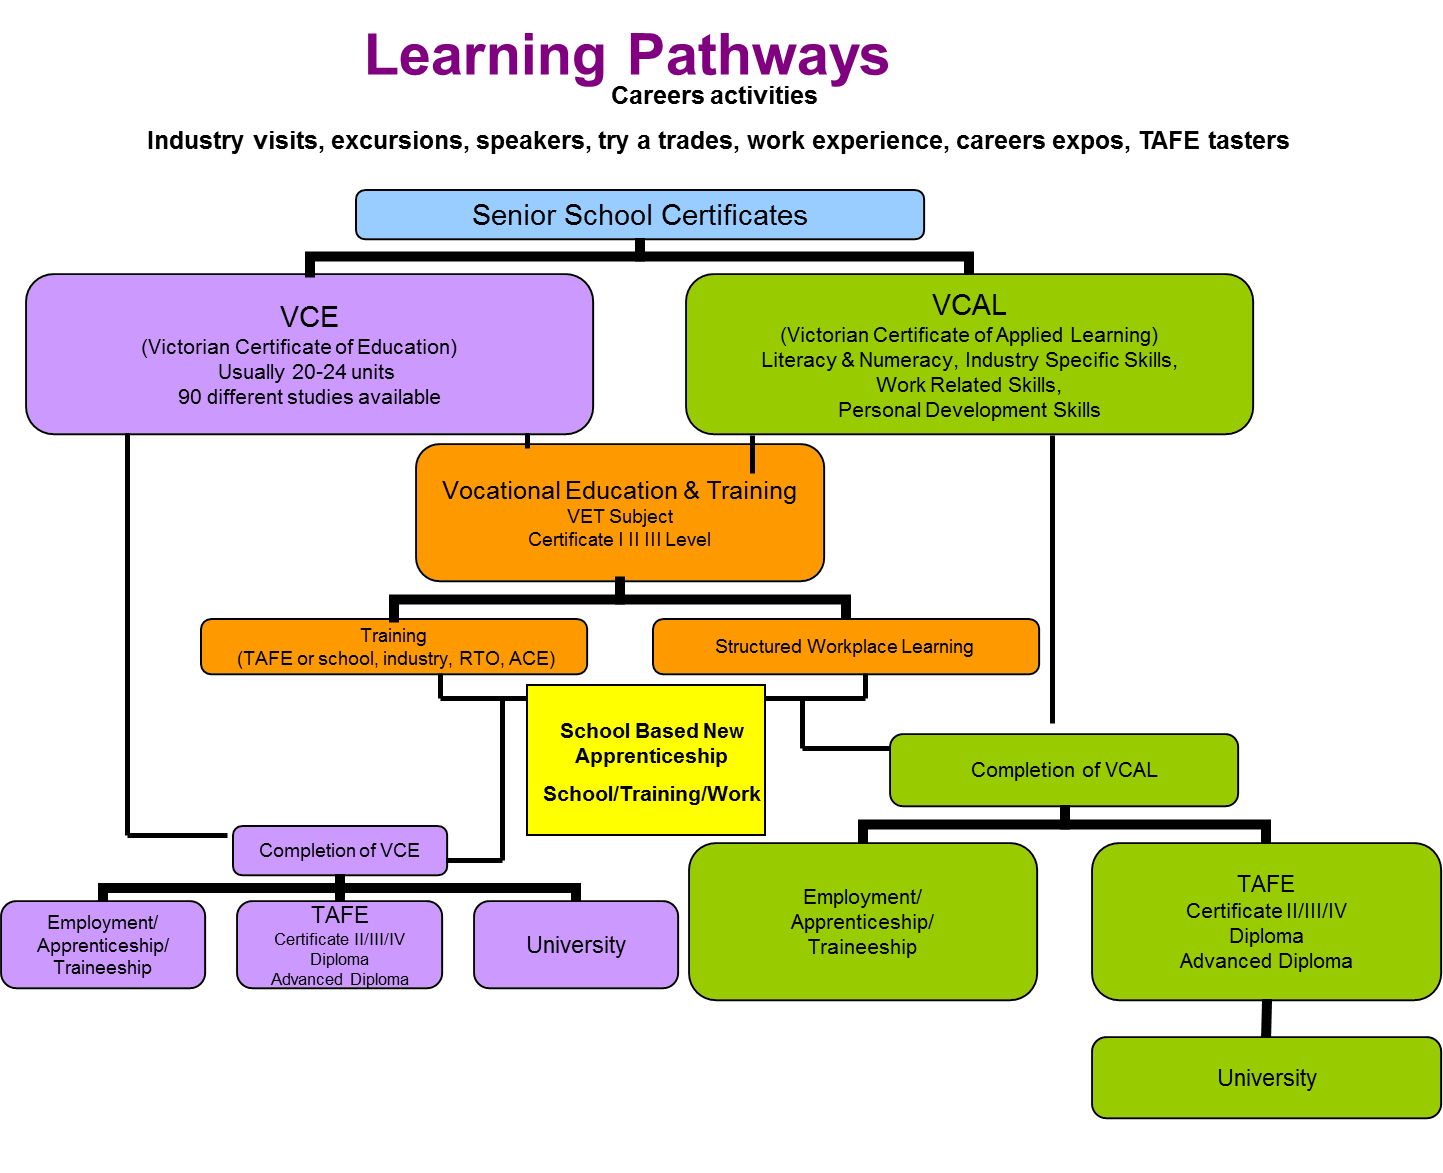 Learning Pathways
Careers activities
Industry visits, excursions, speakers, try a trades, work experience, careers expos, TAFE tasters
Senior School Certificates
VCE
(Victorian Certificate of Education)
Usually 20-24 units
90 different studies available
VCAL
(Victorian Certificate of Applied Learning)
Literacy & Numeracy, Industry Specific Skills,
Work Related Skills,
Personal Development Skills
Vocational Education & Training
VET Subject
Certificate I II III Level
Training
(TAFE or school, industry, RTO, ACE)
Structured Workplace Learning
School Based New
Apprenticeship
School/Training/Work
Completion of VCAL
Completion of VCE
Employment/
Apprenticeship/
Traineeship
TAFE
Certificate II/III/IV
Diploma
Advanced Diploma
University
Employment/
Apprenticeship/
Traineeship
TAFE
Certificate II/III/IV
Diploma
Advanced Diploma
University